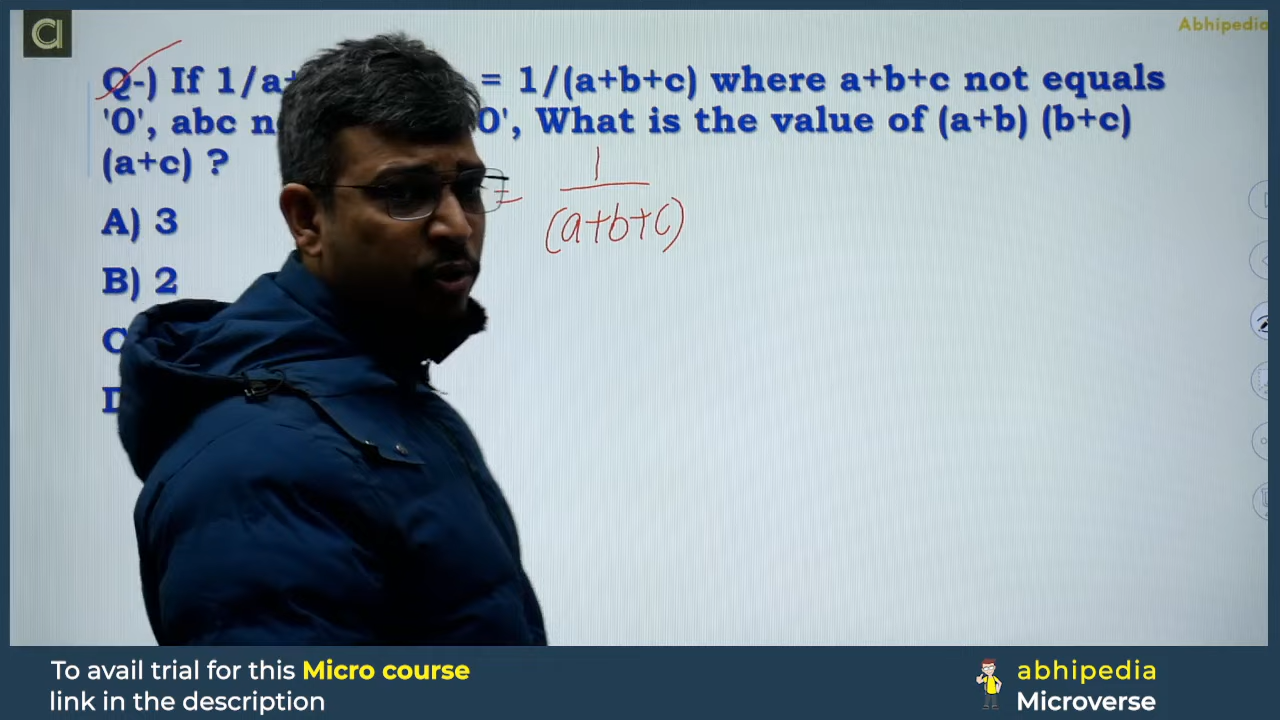 Abhipedia
Q-) If 1/a+ = 1/(a+b+c) where a+b+c not equals
'0', abc 0', What is the value of (a+b) (b+c)
(a+c) ?
= 1
(a+b+c)
A) 3
B) 2
C
D
To avail trial for this Micro course
link in the description
abhipedia
Microverse